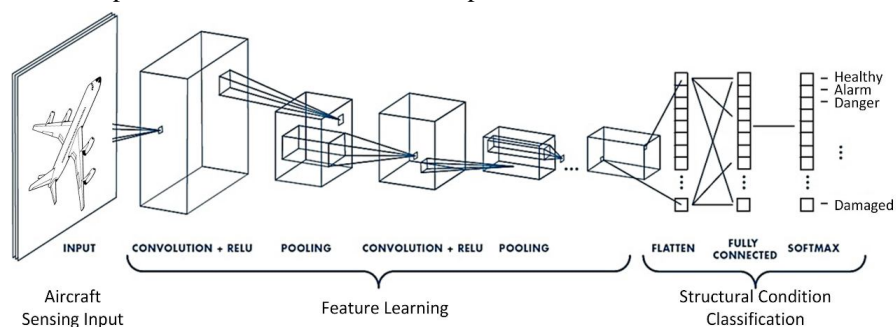 Healthy
Alarm
Danger
Damaged
INPUT
CONVOLUTION + RELU
POOLING
CONVOLUTION + RELU
POOLING
FLATTEN
FULLY
CONNECTED
SOFTMAX
Aircraft
Sensing Input
Feature Learning
Structural Condition
Classification